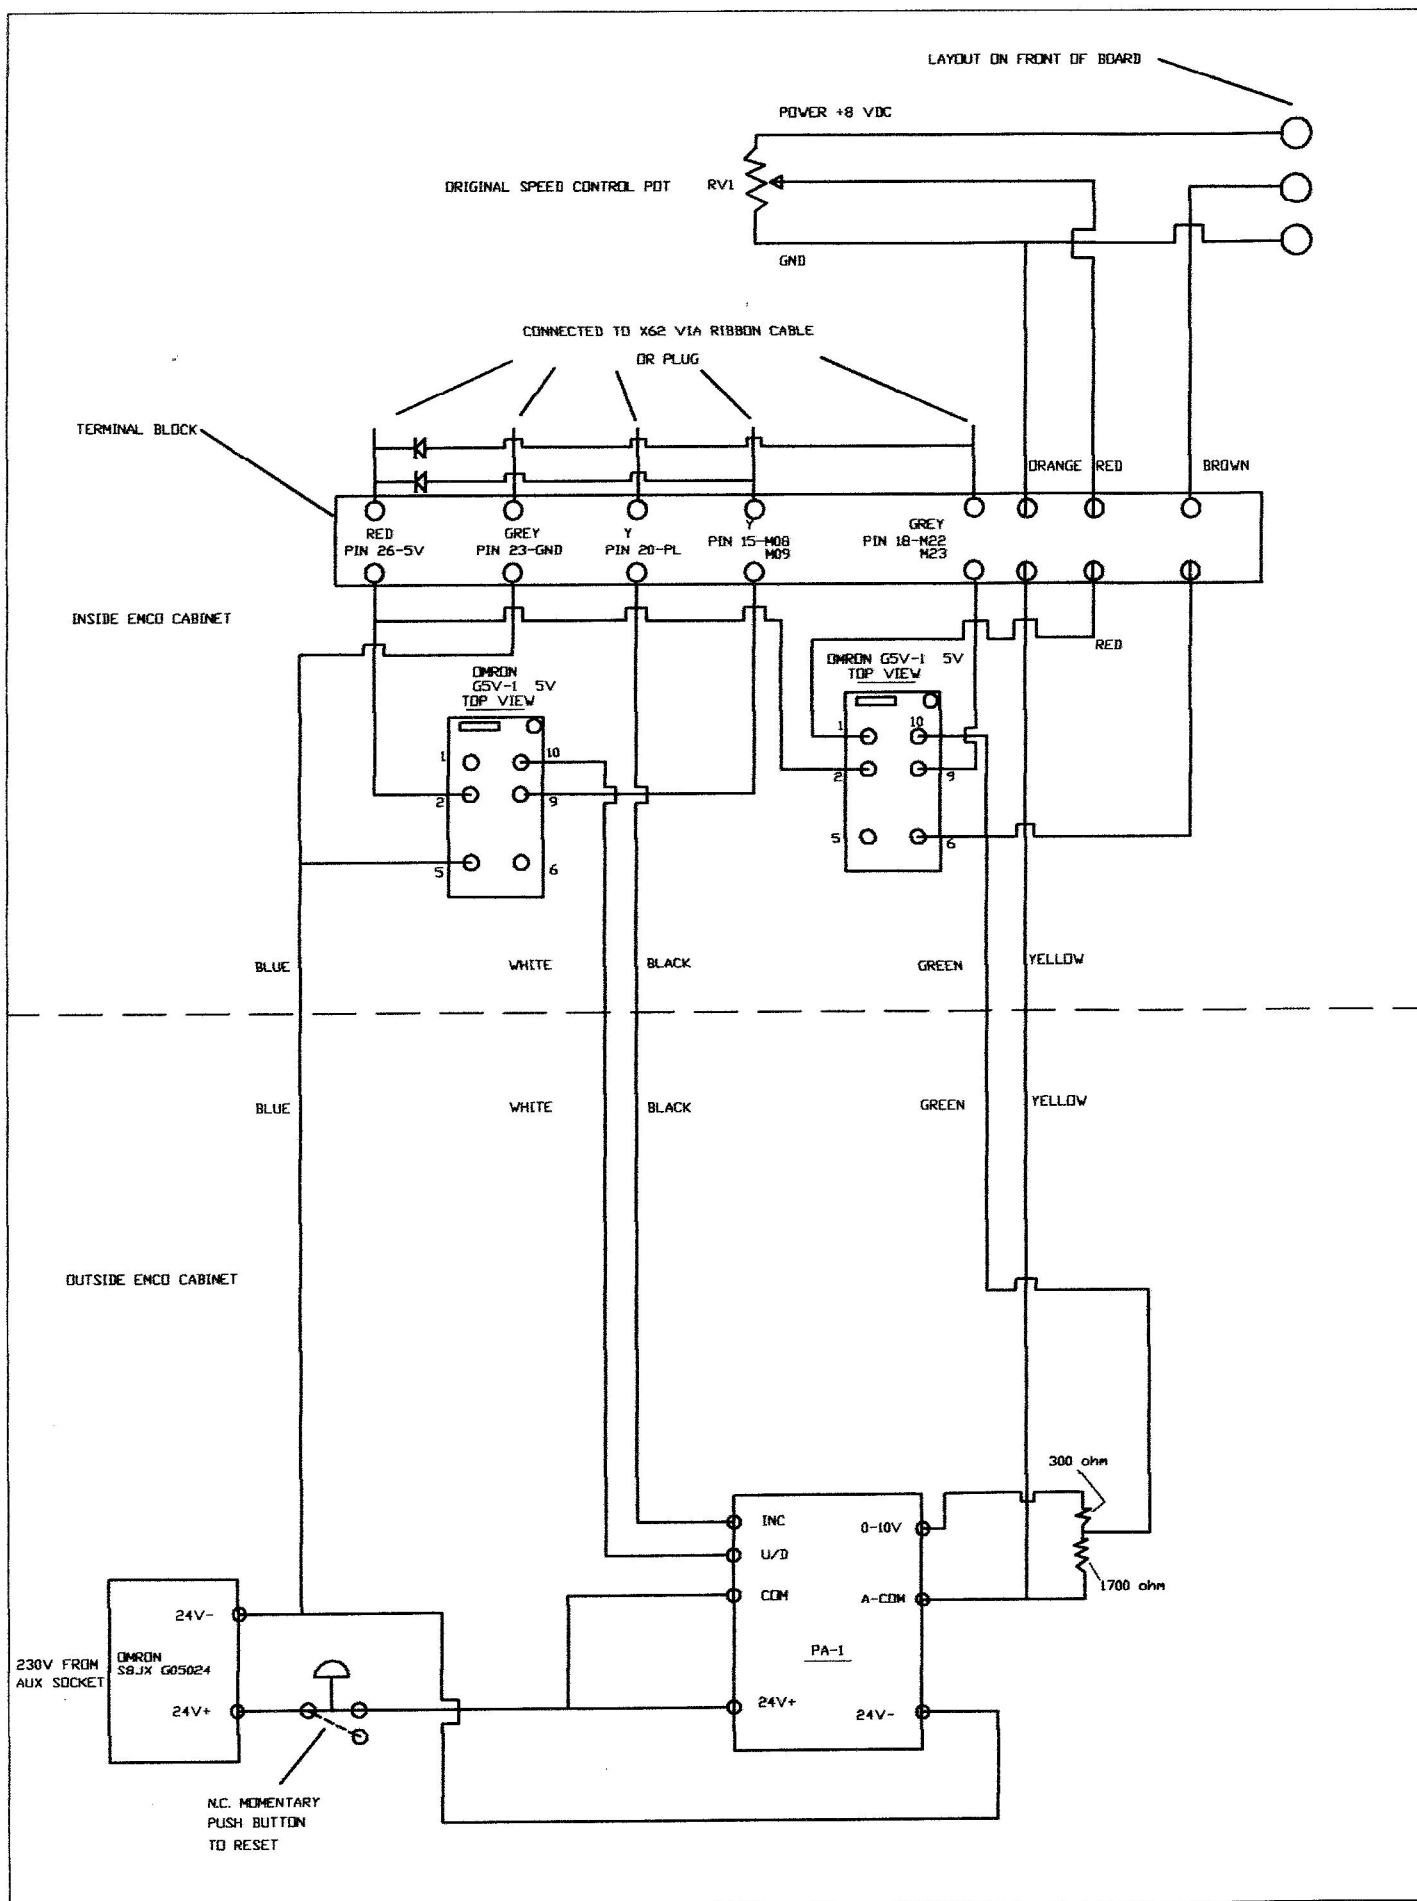 LAYOUT ON FRONT OF BOARD
POWER +8 VDC
ORIGINAL SPEED CONTROL POT
RV1
GND
CONNECTED TO X62 VIA RIBBON CABLE
OR PLUG
TERMINAL BLOCK
ORANGE
RED
BROWN
RED
PIN 26-5V
GREY
PIN 23-GND
Y
PIN 20-PL
Y
PIN 15-M08
M09
GREY
PIN 18-M22
M23
INSIDE EMCO CABINET
RED
OMRON
G5V-1 5V
TOP VIEW
1
10
2
9
5
6
OMRON G5V-1 5V
TOP VIEW
1
10
2
9
5
6
BLUE
WHITE
BLACK
GREEN
YELLOW
BLUE
WHITE
BLACK
GREEN
YELLOW
OUTSIDE EMCO CABINET
300 ohm
1700 ohm
INC
U/D
COM
24V+
0-10V
A-COM
PA-1
24V-
24V-
OMRON
S8JX G05024
24V+
230V FROM
AUX SOCKET
N.C. MOMENTARY
PUSH BUTTON
TO RESET